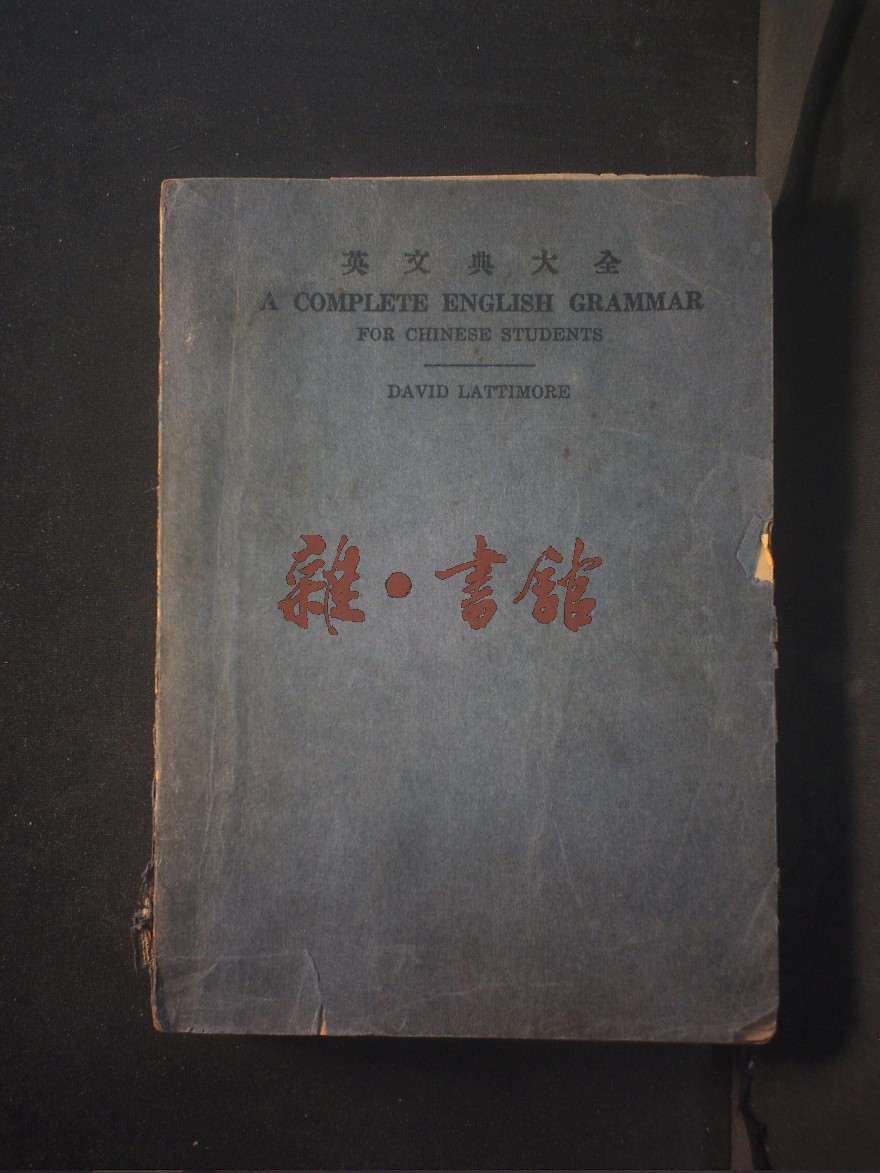 英文典大全
A COMPLETE ENGLISH GRAMMAR
FOR CHINESE STUDENTS
DAVID LATTIMORE
雜·書館